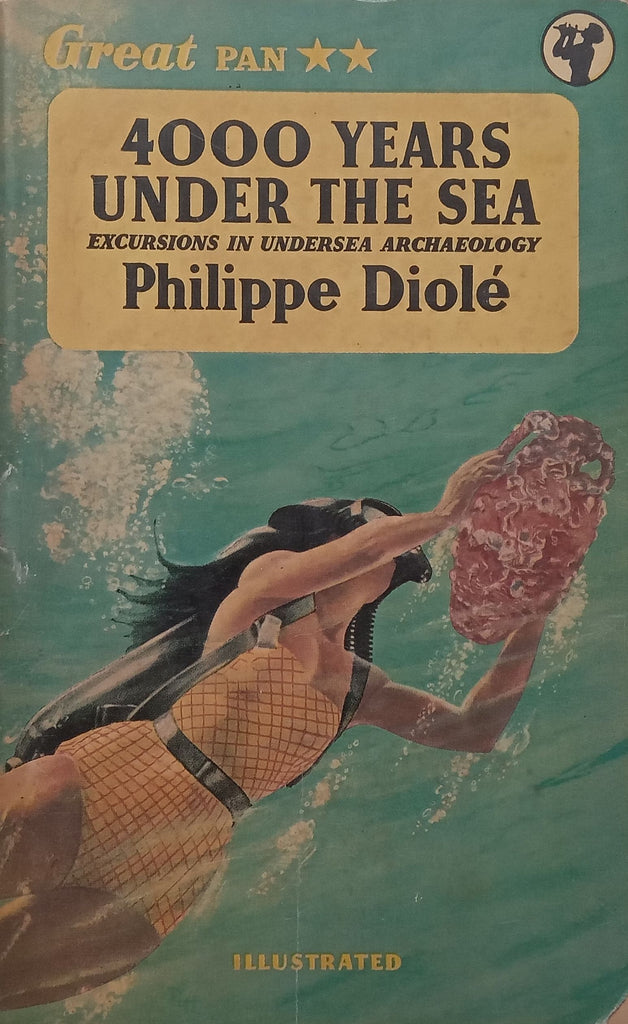 Great PAN ★★
4000 YEARS
UNDER THE SEA
EXCURSIONS IN UNDERSEA ARCHAEOLOGY
Philippe Diolé
ILLUSTRATED